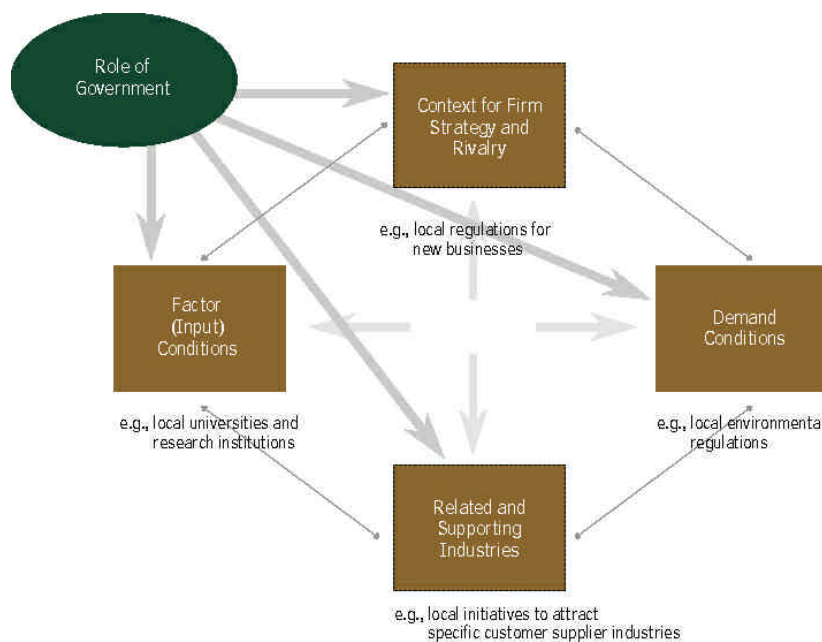 Role of
Government
Context for Firm
Strategy and
Rivalry
e.g., local regulations for
new businesses
Factor
(Input)
Conditions
Demand
Conditions
e.g., local universities and
research institutions
e.g., local environmenta
regulations
Related and
Supporting
Industries
e.g., local initiatives to attract
specific customer supplier industries